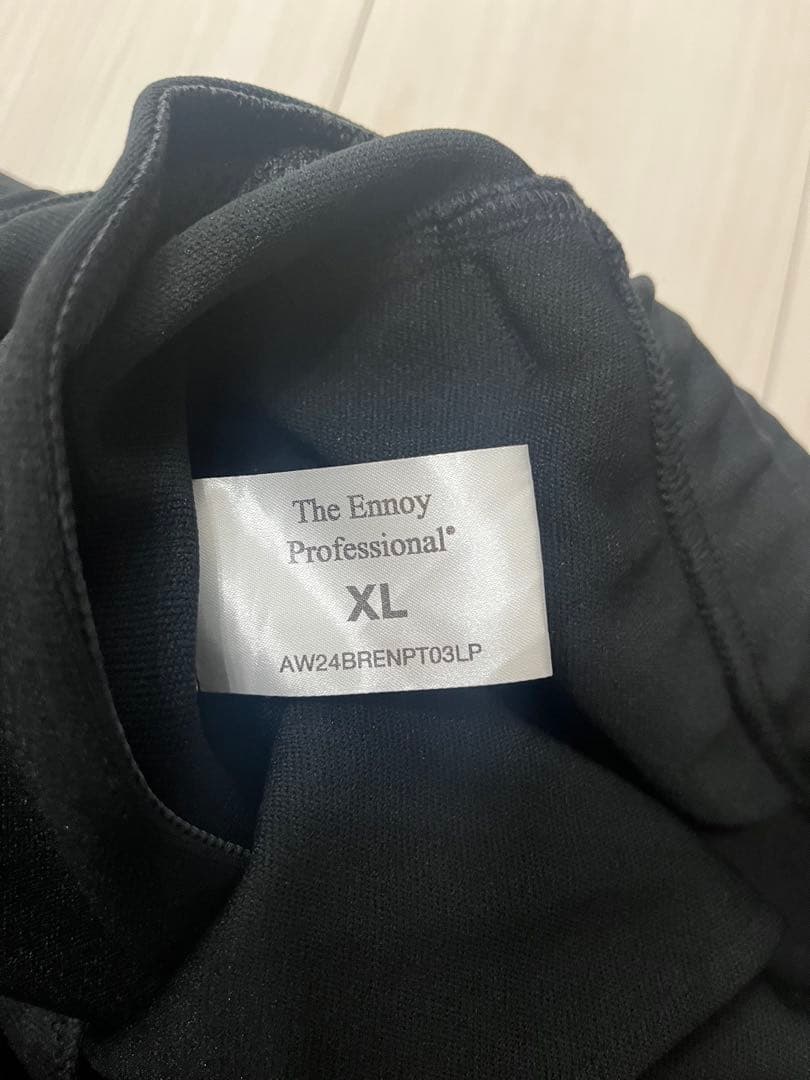 The Ennoy
Professional®
XL
AW24BRENPT03LP